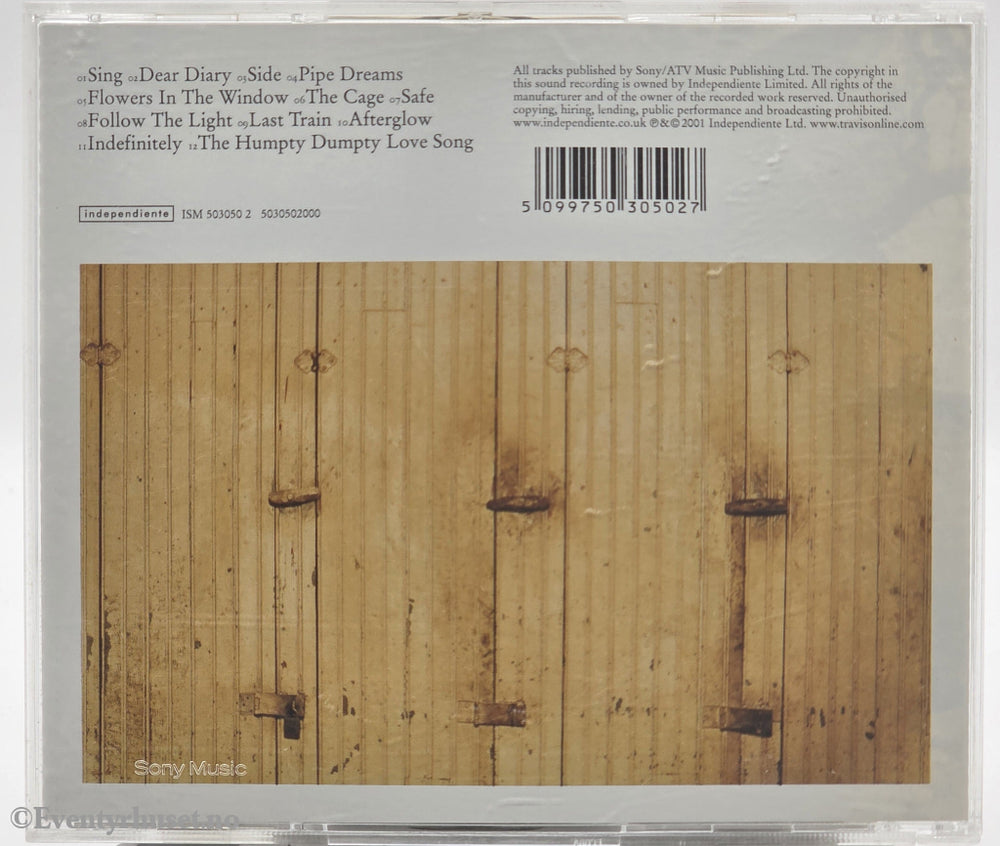 01 Sing 02 Dear Diary 03 Side 04 Pipe Dreams
05 Flowers In The Window 06 The Cage 07 Safe
08 Follow The Light 09 Last Train 10 Afterglow
11 Indefinitely 12 The Humpty Dumpty Love Song
independiente ISM 503050 2 5030502000
All tracks published by Sony/ATV Music Publishing Ltd. The copyright in
this sound recording is owned by Independiente Limited. All rights of the
manufacturer and of the owner of the recorded work reserved. Unauthorised
copying, hiring, lending, public performance and broadcasting prohibited.
www.independiente.co.uk ℗&© 2001 Independiente Ltd. www.travisonline.com
5 099750 305027
Sony Music
©Eventyrhuset.no